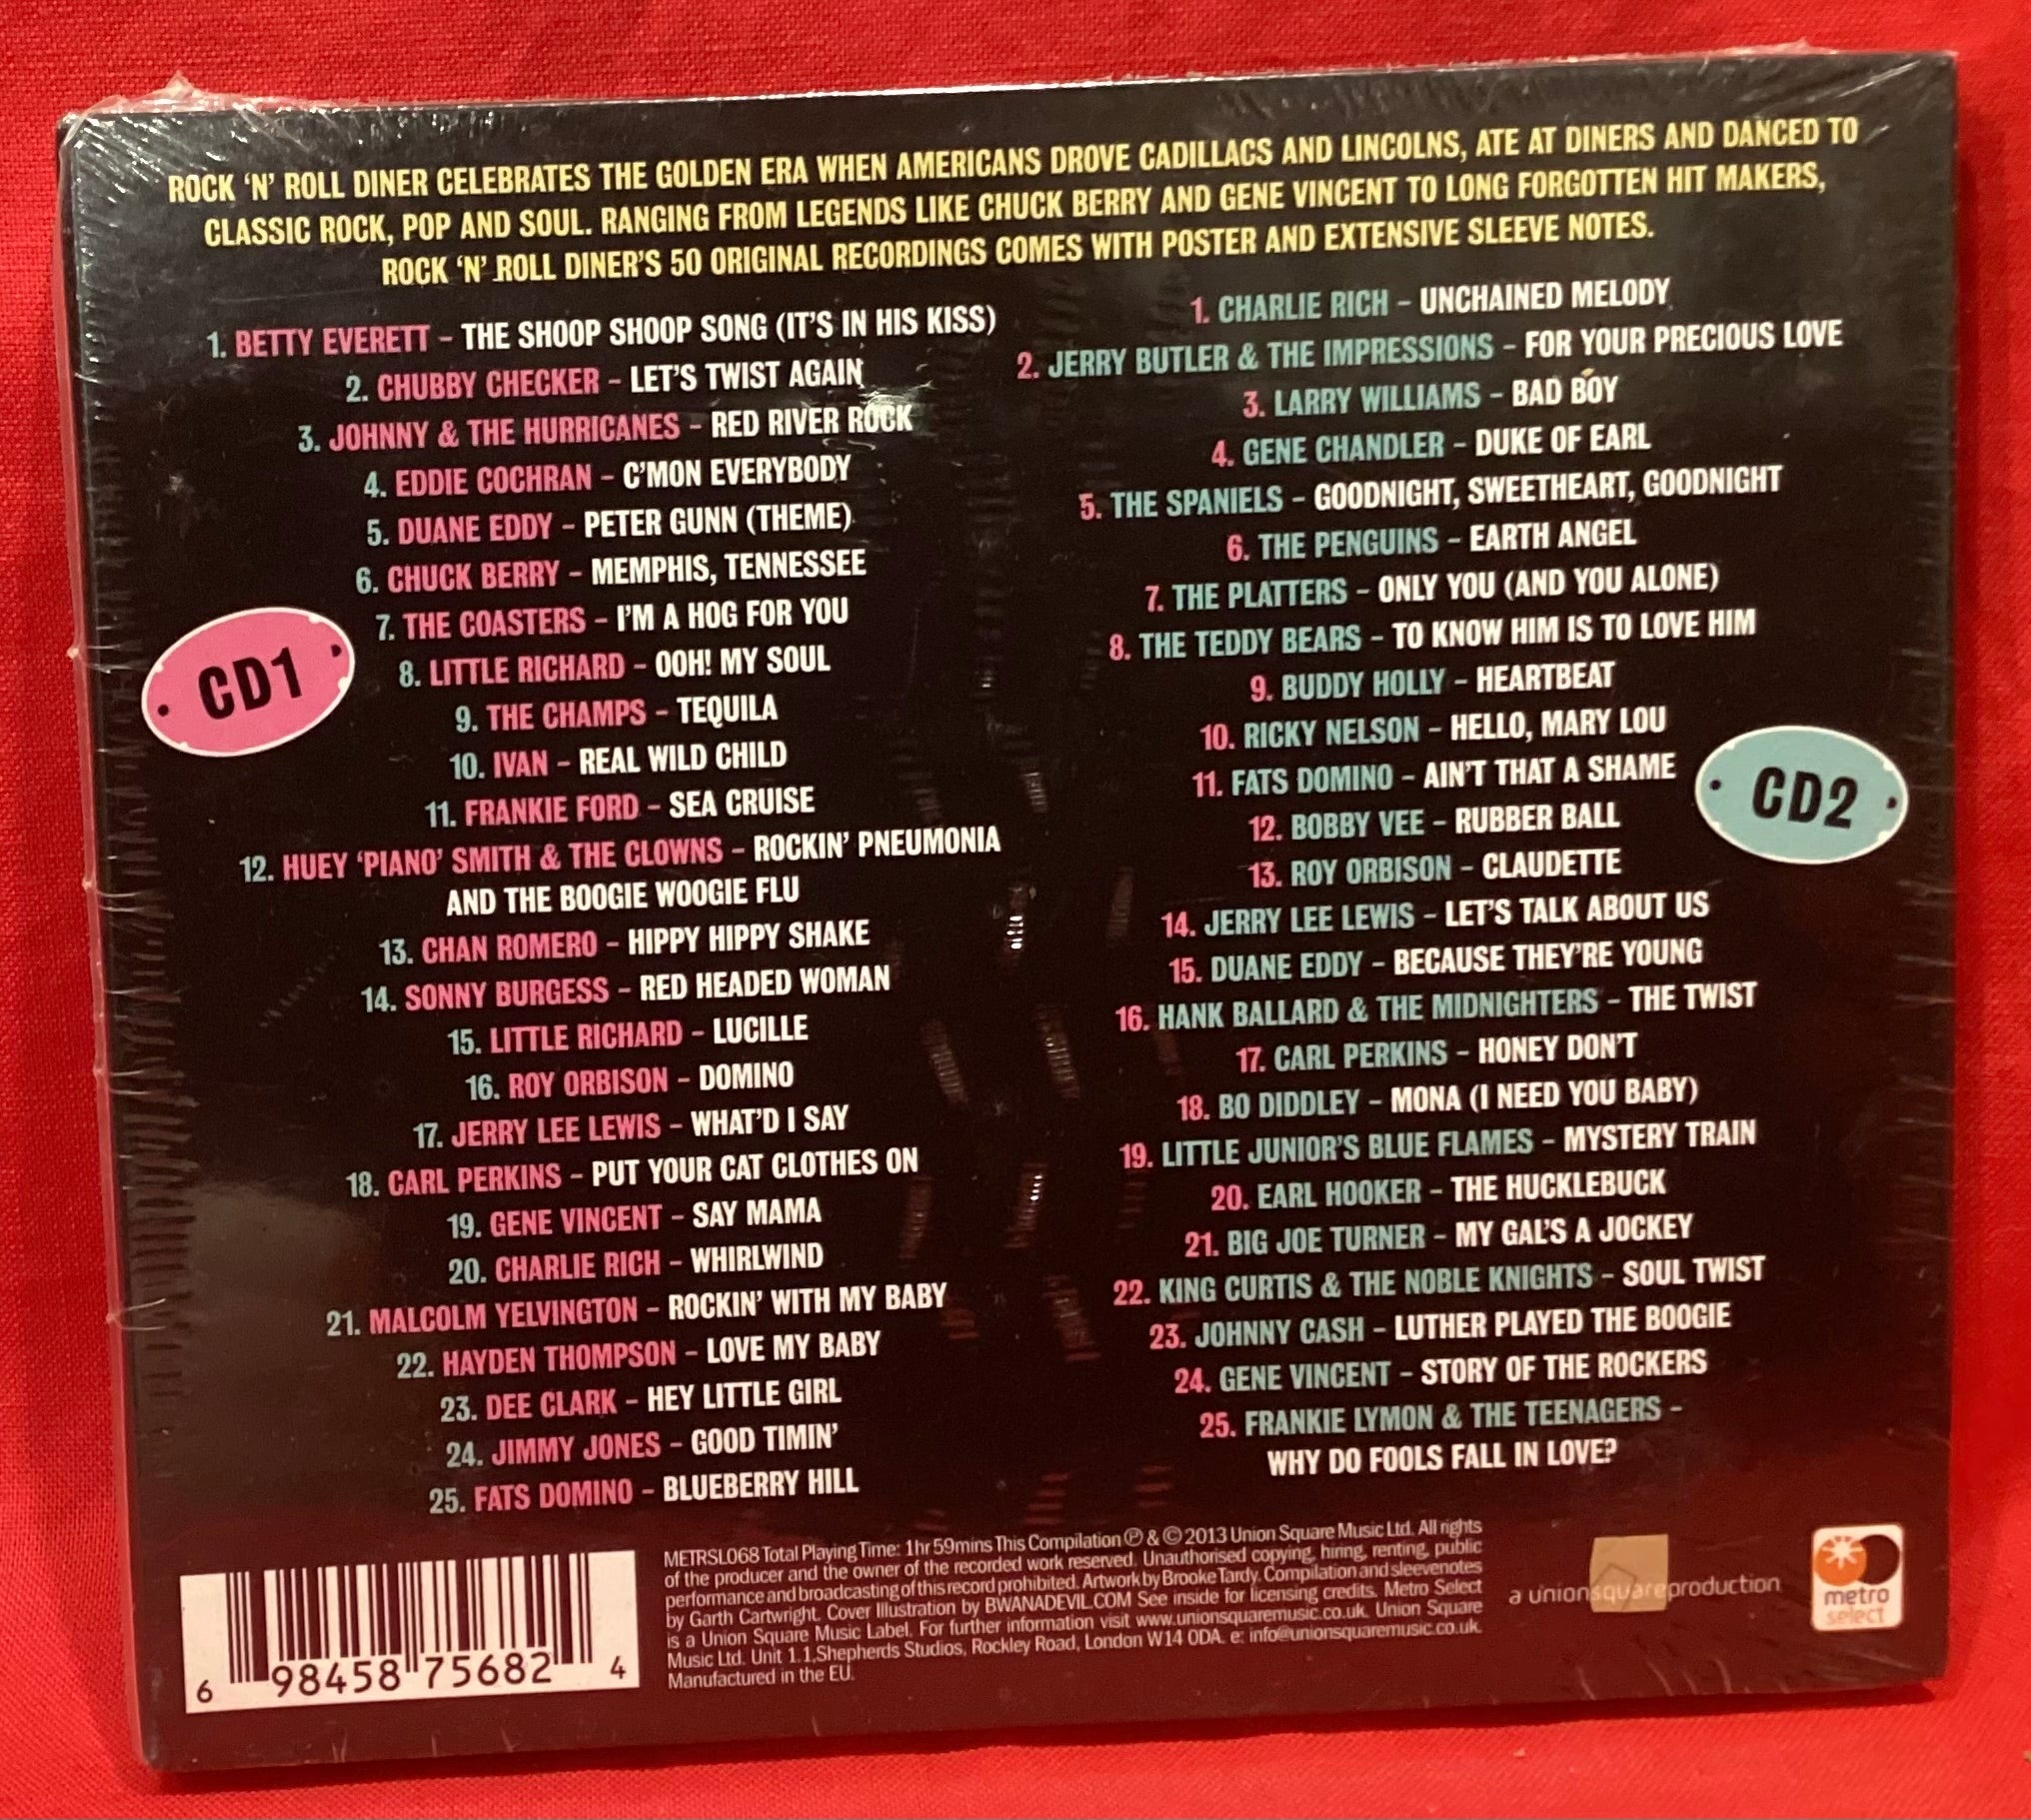 ROCK 'N' ROLL DINER CELEBRATES THE GOLDEN ERA WHEN AMERICANS DROVE CADILLACS AND LINCOLNS, ATE AT DINERS AND DANCED TO
CLASSIC ROCK, POP AND SOUL. RANGING FROM LEGENDS LIKE CHUCK BERRY AND GENE VINCENT TO LONG FORGOTTEN HIT MAKERS,
ROCK 'N' ROLL DINER'S 50 ORIGINAL RECORDINGS COMES WITH POSTER AND EXTENSIVE SLEEVE NOTES.
CD1
1. BETTY EVERETT – THE SHOOP SHOOP SONG (IT'S IN HIS KISS)
2. CHUBBY CHECKER – LET'S TWIST AGAIN
3. JOHNNY & THE HURRICANES – RED RIVER ROCK
4. EDDIE COCHRAN – C'MON EVERYBODY
5. DUANE EDDY – PETER GUNN (THEME)
6. CHUCK BERRY – MEMPHIS, TENNESSEE
7. THE COASTERS – I'M A HOG FOR YOU
8. LITTLE RICHARD – OOH! MY SOUL
9. THE CHAMPS – TEQUILA
10. IVAN – REAL WILD CHILD
11. FRANKIE FORD – SEA CRUISE
12. HUEY 'PIANO' SMITH & THE CLOWNS – ROCKIN' PNEUMONIA
AND THE BOOGIE WOOGIE FLU
13. CHAN ROMERO – HIPPY HIPPY SHAKE
14. SONNY BURGESS – RED HEADED WOMAN
15. LITTLE RICHARD – LUCILLE
16. ROY ORBISON – DOMINO
17. JERRY LEE LEWIS – WHAT'D I SAY
18. CARL PERKINS – PUT YOUR CAT CLOTHES ON
19. GENE VINCENT – SAY MAMA
20. CHARLIE RICH – WHIRLWIND
21. MALCOLM YELVINGTON – ROCKIN' WITH MY BABY
22. HAYDEN THOMPSON – LOVE MY BABY
23. DEE CLARK – HEY LITTLE GIRL
24. JIMMY JONES – GOOD TIMIN'
25. FATS DOMINO – BLUEBERRY HILL
CD2
1. CHARLIE RICH – UNCHAINED MELODY
2. JERRY BUTLER & THE IMPRESSIONS – FOR YOUR PRECIOUS LOVE
3. LARRY WILLIAMS – BAD BOY
4. GENE CHANDLER – DUKE OF EARL
5. THE SPANIELS – GOODNIGHT, SWEETHEART, GOODNIGHT
6. THE PENGUINS – EARTH ANGEL
7. THE PLATTERS – ONLY YOU (AND YOU ALONE)
8. THE TEDDY BEARS – TO KNOW HIM IS TO LOVE HIM
9. BUDDY HOLLY – HEARTBEAT
10. RICKY NELSON – HELLO, MARY LOU
11. FATS DOMINO – AIN'T THAT A SHAME
12. BOBBY VEE – RUBBER BALL
13. ROY ORBISON – CLAUDETTE
14. JERRY LEE LEWIS – LET'S TALK ABOUT US
15. DUANE EDDY – BECAUSE THEY'RE YOUNG
16. HANK BALLARD & THE MIDNIGHTERS – THE TWIST
17. CARL PERKINS – HONEY DON'T
18. BO DIDDLEY – MONA (I NEED YOU BABY)
19. LITTLE JUNIOR'S BLUE FLAMES – MYSTERY TRAIN
20. EARL HOOKER – THE HUCKLEBUCK
21. BIG JOE TURNER – MY GAL'S A JOCKEY
22. KING CURTIS & THE NOBLE KNIGHTS – SOUL TWIST
23. JOHNNY CASH – LUTHER PLAYED THE BOOGIE
24. GENE VINCENT – STORY OF THE ROCKERS
25. FRANKIE LYMON & THE TEENAGERS –
WHY DO FOOLS FALL IN LOVE?
6 98458 75682 4
METRSL068 Total Playing Time: 1hr 59mins This Compilation ℗ & © 2013 Union Square Music Ltd. All rights
of the producer and the owner of the recorded work reserved. Unauthorised copying, hiring, renting, public
performance and broadcasting of this record prohibited. Artwork by Brooke Tardy. Compilation and sleevenotes
by Garth Cartwright. Cover Illustration by BWANADEVIL.COM See inside for licensing credits. Metro Select
is a Union Square Music Label. For further information visit www.unionsquaremusic.co.uk. Union Square
Music Ltd. Unit 1.1,Shepherds Studios, Rockley Road, London W14 0DA. e: info@unionsquaremusic.co.uk.
Manufactured in the EU.
a unionsquareproduction
metro
select